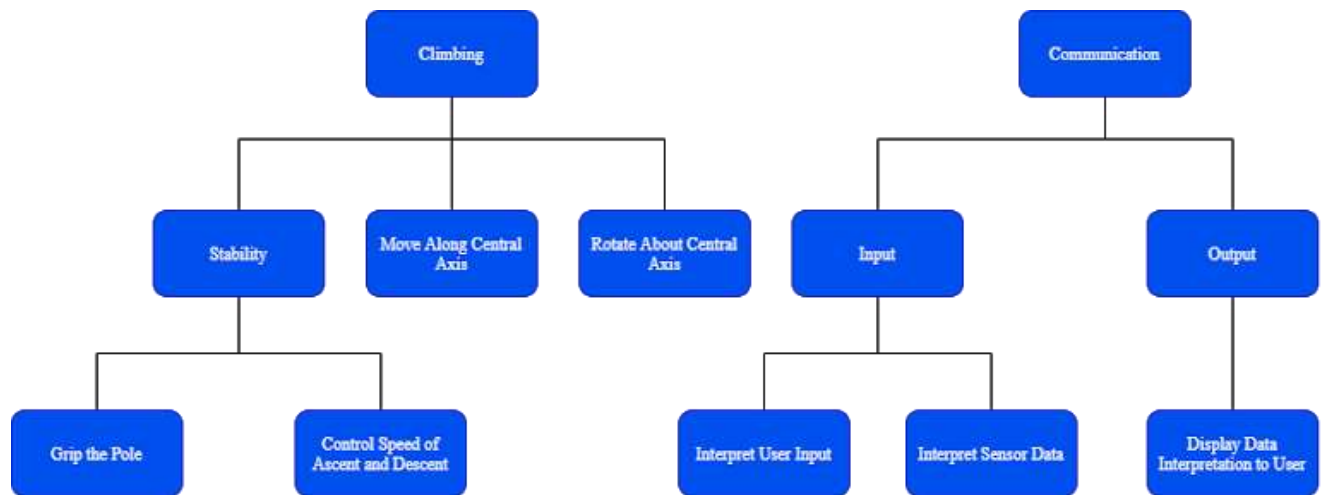 Climbing
Communication
Stability
Move Along Central
Axis
Rotate About Central
Axis
Input
Output
Grip the Pole
Control Speed of
Ascent and Descent
Interpret User Input
Interpret Sensor Data
Display Data
Interpretation to User